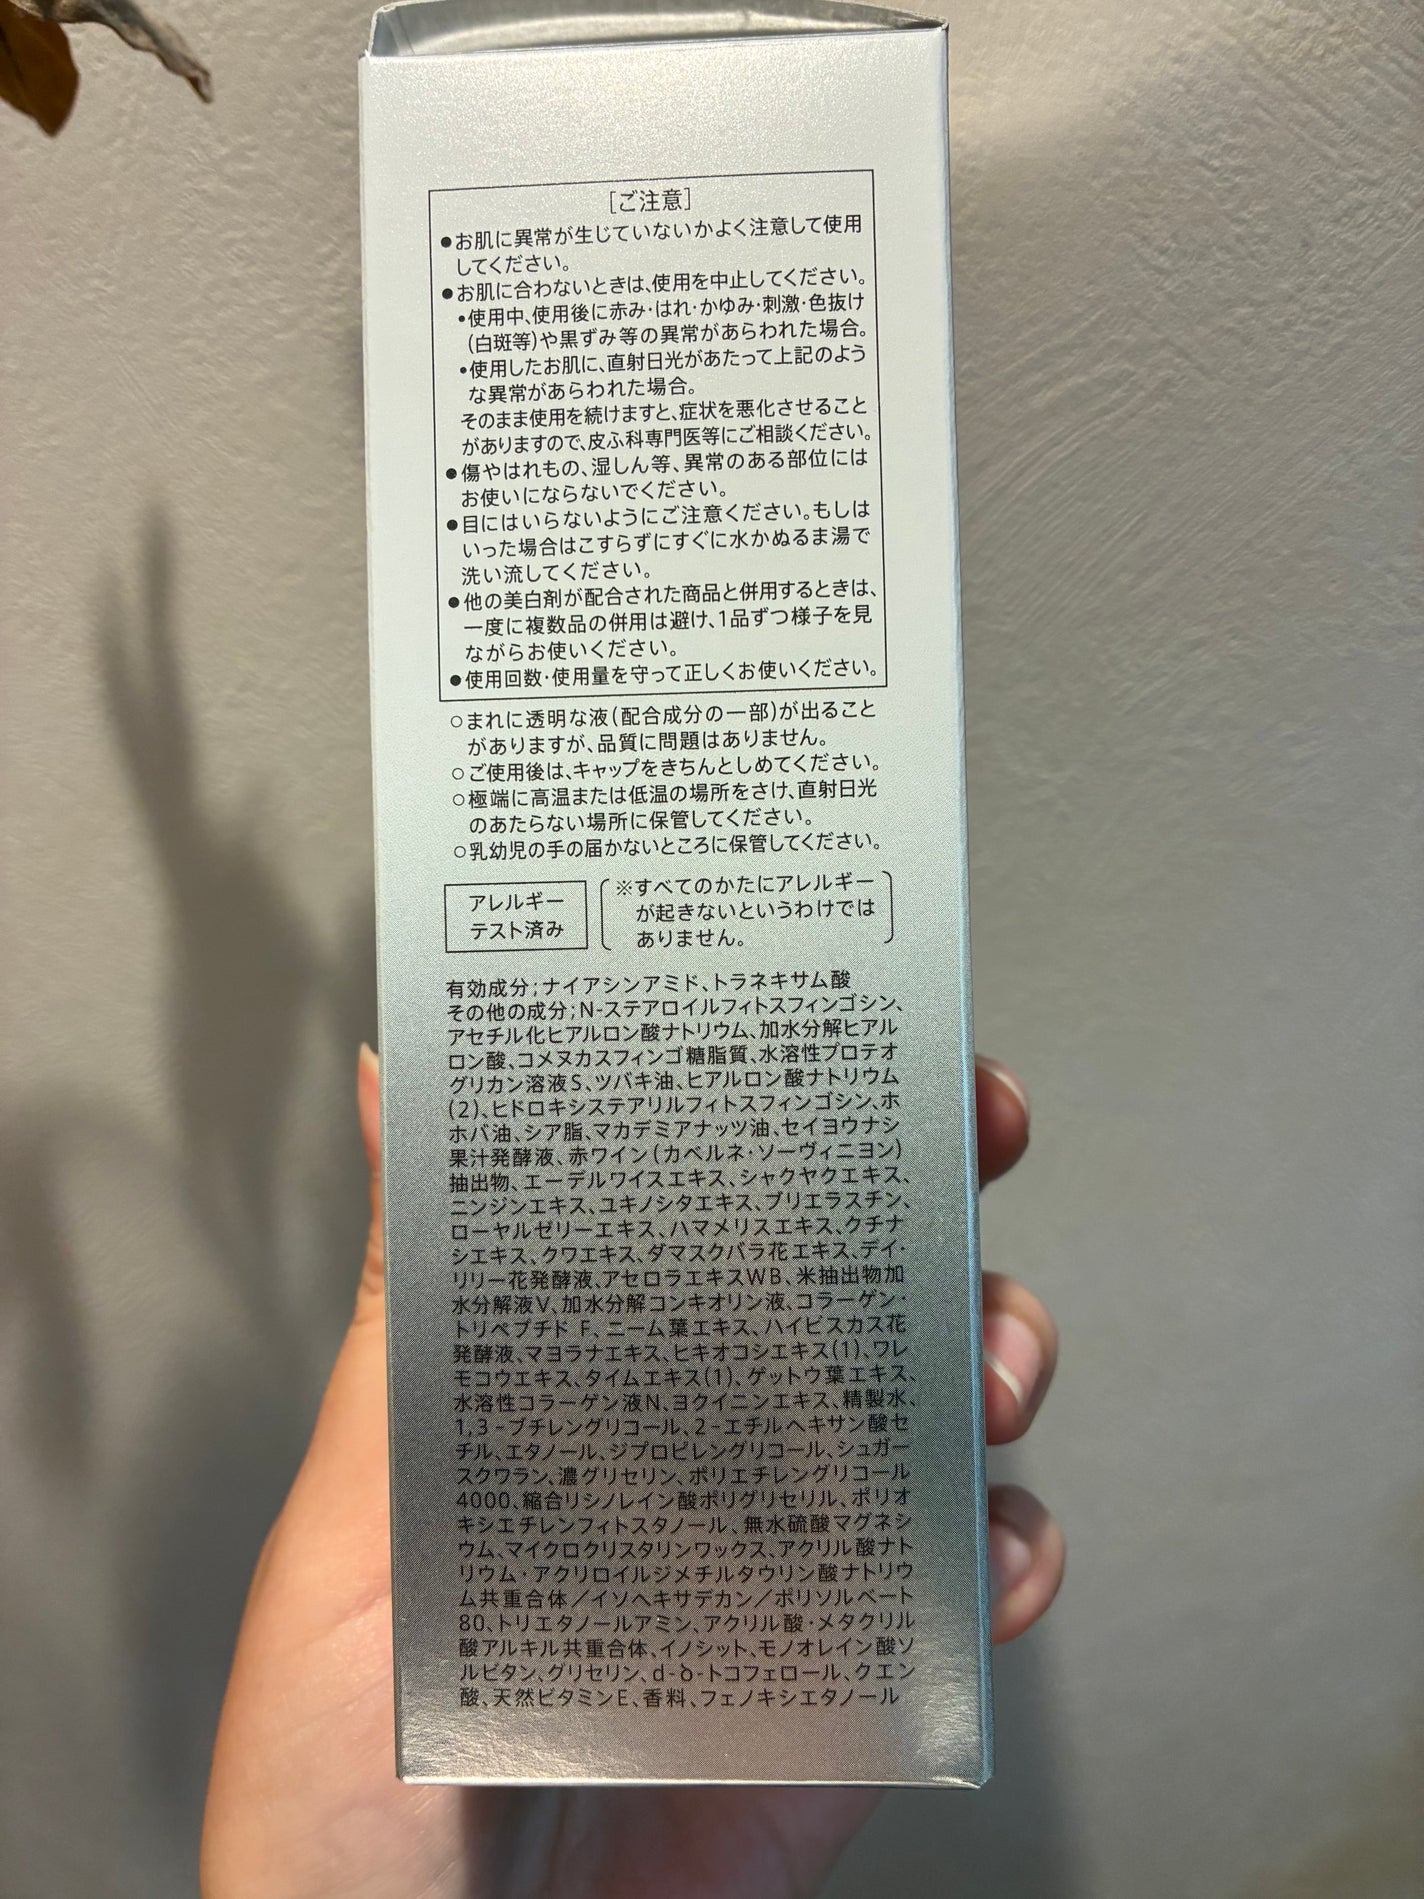 [ご注意]
●お肌に異常が生じていないかよく注意して使用
してください。
●お肌に合わないときは、使用を中止してください。
•使用中、使用後に赤み・はれ・かゆみ・刺激・色抜け
(白斑等)や黒ずみ等の異常があらわれた場合。
•使用したお肌に、直射日光があたって上記のよう
な異常があらわれた場合。
そのまま使用を続けますと、症状を悪化させること
がありますので、皮ふ科専門医等にご相談ください。
●傷やはれもの、湿しん等、異常のある部位には
お使いにならないでください。
●目にはいらないようにご注意ください。もしは
いった場合はこすらずにすぐに水かぬるま湯で
洗い流してください。
●他の美白剤が配合された商品と併用するときは、
一度に複数品の併用は避け、1品ずつ様子を見
ながらお使いください。
●使用回数・使用量を守って正しくお使いください。
○まれに透明な液(配合成分の一部)が出ること
がありますが、品質に問題はありません。
○ご使用後は、キャップをきちんとしめてください。
○極端に高温または低温の場所をさけ、直射日光
のあたらない場所に保管してください。
○乳幼児の手の届かないところに保管してください。
アレルギー
テスト済み
※すべてのかたにアレルギー
が起きないというわけでは
ありません。
有効成分;ナイアシンアミド、トラネキサム酸
その他の成分;N-ステアロイルフィトスフィンゴシン、
アセチル化ヒアルロン酸ナトリウム、加水分解ヒアル
ロン酸、コメヌカスフィンゴ糖脂質、水溶性プロテオ
グリカン溶液S、ツバキ油、ヒアルロン酸ナトリウム
(2)、ヒドロキシステアリルフィトスフィンゴシン、ホ
ホバ油、シア脂、マカデミアナッツ油、セイヨウナシ
果汁発酵液、赤ワイン(カベルネ・ソーヴィニヨン)
抽出物、エーデルワイスエキス、シャクヤクエキス、
ニンジンエキス、ユキノシタエキス、ブリエラスチン、
ローヤルゼリーエキス、ハマメリスエキス、クチナ
シエキス、クワエキス、ダマスクバラ花エキス、デイ・
リリー花発酵液、アセロラエキスWB、米抽出物加
水分解液V、加水分解コンキオリン液、コラーゲン・
トリペプチド F、ニーム葉エキス、ハイビスカス花
発酵液、マヨラナエキス、ヒキオコシエキス(1)、ワレ
モコウエキス、タイムエキス(1)、ゲットウ葉エキス、
水溶性コラーゲン液N、ヨクイニンエキス、精製水、
1,3-ブチレングリコール、2-エチルヘキサン酸セ
チル、エタノール、ジプロピレングリコール、シュガー
スクワラン、濃グリセリン、ポリエチレングリコール
4000、縮合リシノレイン酸ポリグリセリル、ポリオ
キシエチレンフィトスタノール、無水硫酸マグネシ
ウム、マイクロクリスタリンワックス、アクリル酸ナト
リウム・アクリロイルジメチルタウリン酸ナトリウ
ム共重合体/イソヘキサデカン/ポリソルベート
80、トリエタノールアミン、アクリル酸・メタクリル
酸アルキル共重合体、イノシット、モノオレイン酸ソ
ルビタン、グリセリン、d-δ-トコフェロール、クエン
酸、天然ビタミンE、香料、フェノキシエタノール